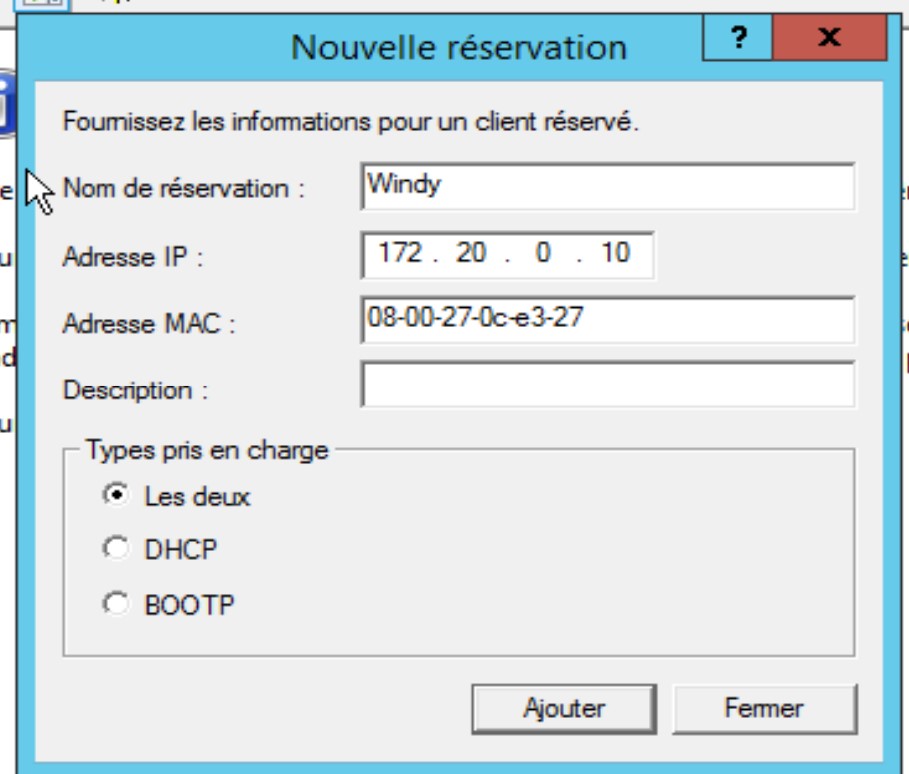 Nouvelle réservation
?
x
Fournissez les informations pour un client réservé.
Nom de réservation :
Windy
Adresse IP :
172 . 20 . 0 . 10
Adresse MAC :
08-00-27-0c-e3-27
Description :
Types pris en charge
Les deux
DHCP
BOOTP
Ajouter
Fermer